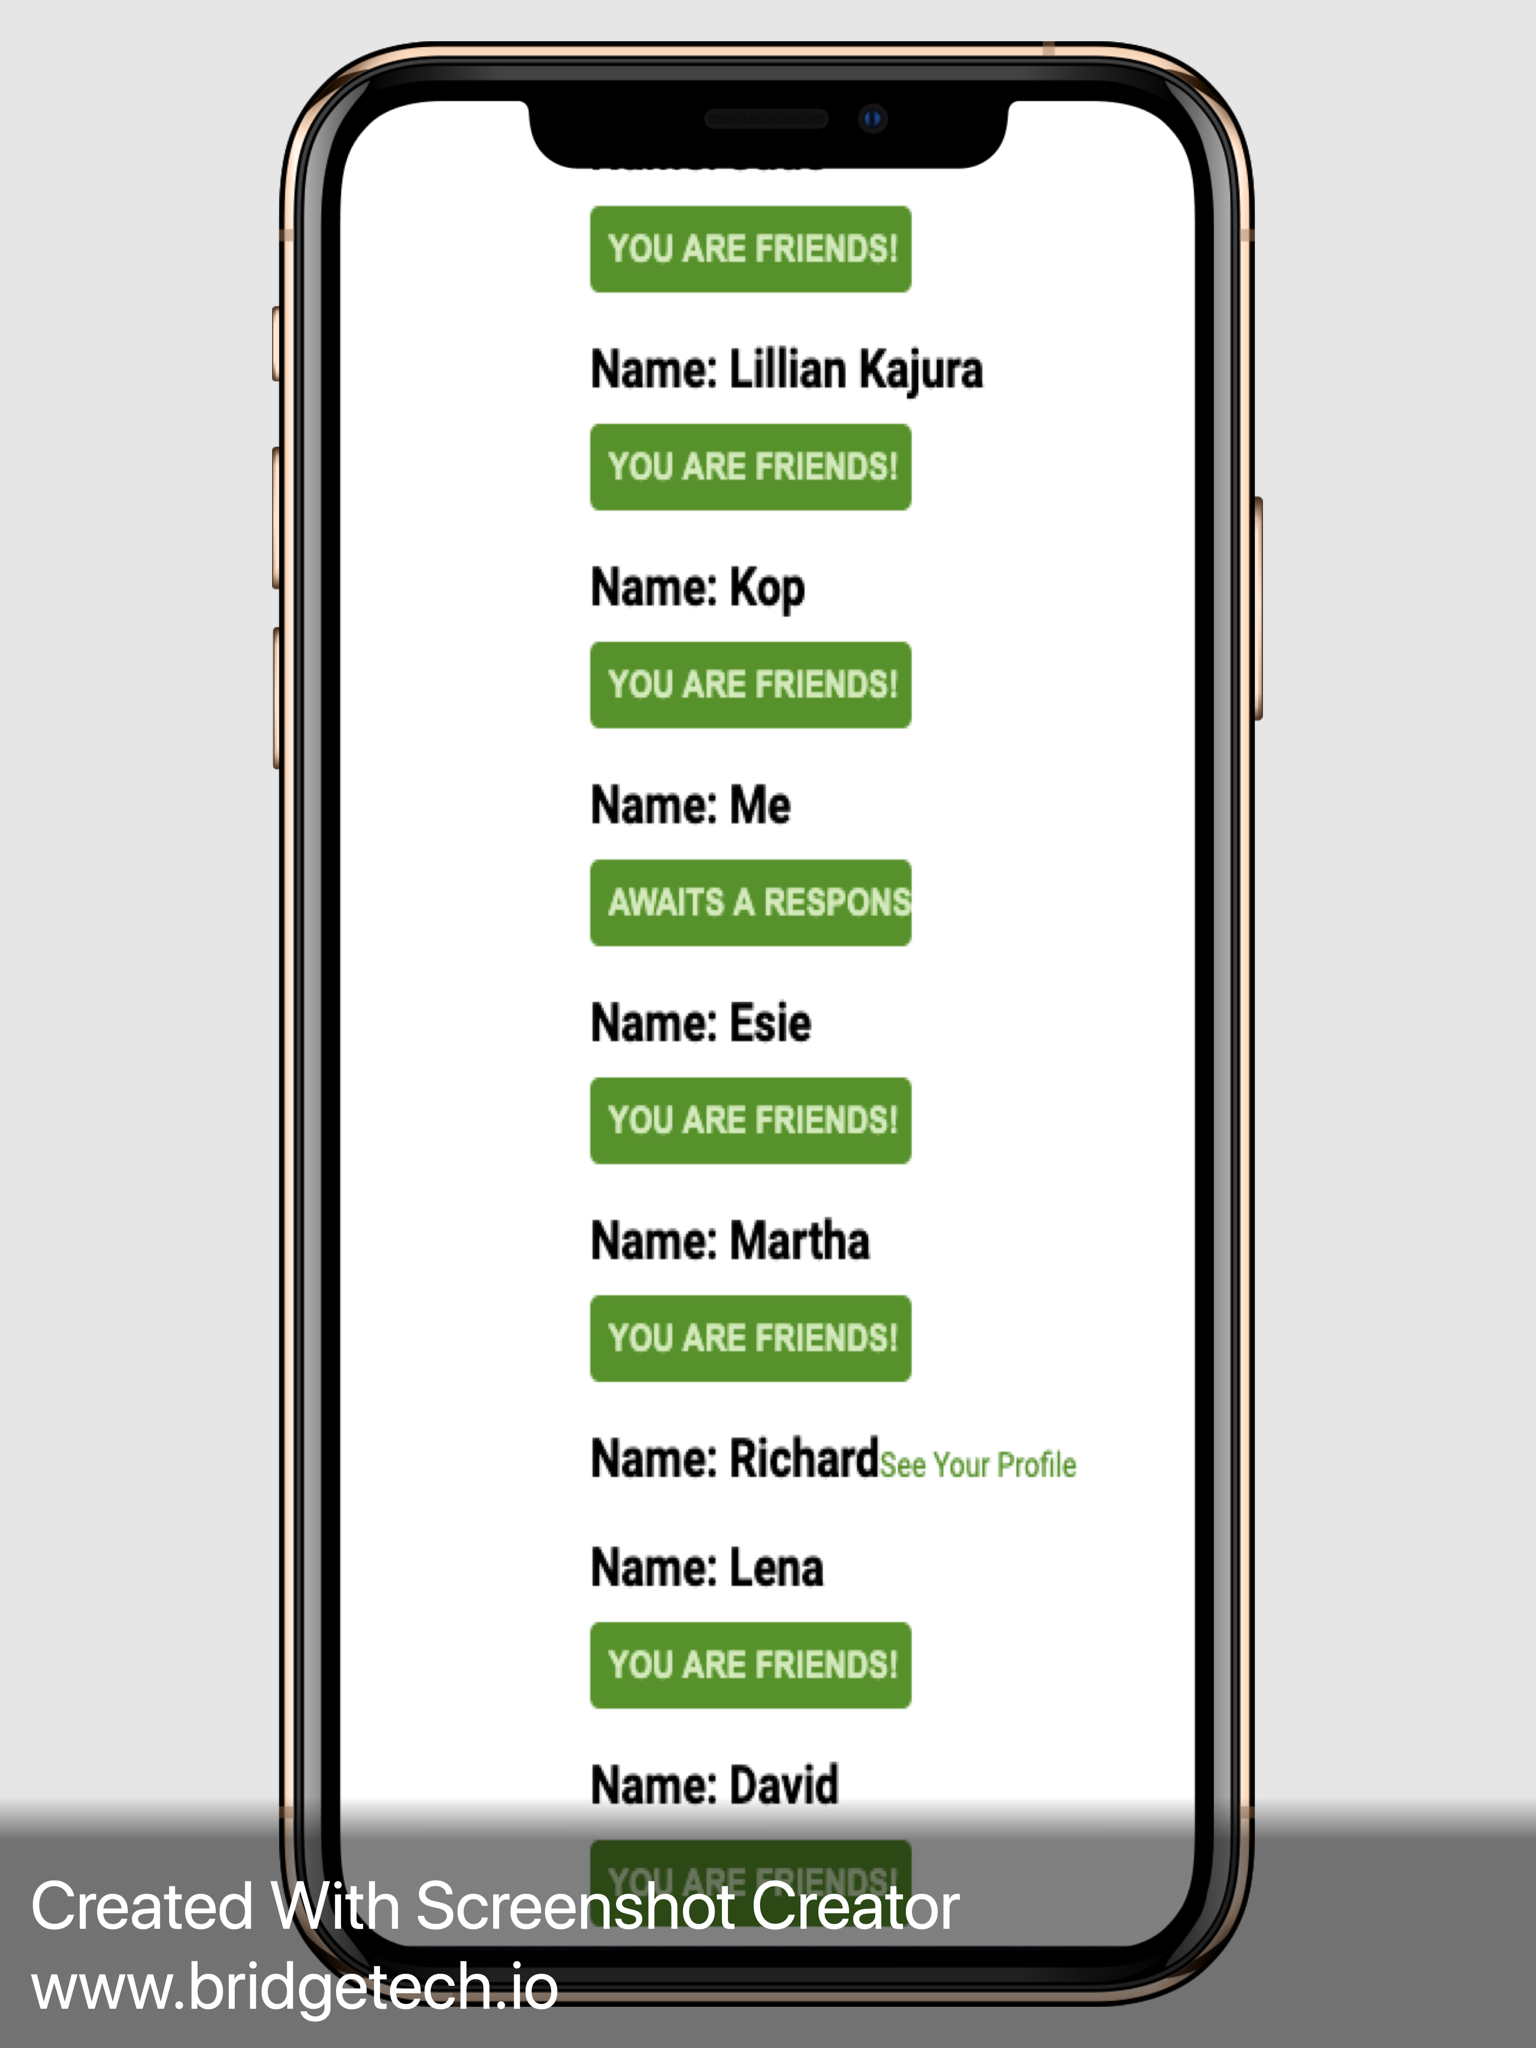 YOU ARE FRIENDS!
Name: Lillian Kajura
YOU ARE FRIENDS!
Name: Kop
YOU ARE FRIENDS!
Name: Me
AWAITS A RESPONS
Name: Esie
YOU ARE FRIENDS!
Name: Martha
YOU ARE FRIENDS!
Name: Richard See Your Profile
Name: Lena
YOU ARE FRIENDS!
Name: David
YOU ARE FRIENDS!
Created With Screenshot Creator
www.bridgetech.io